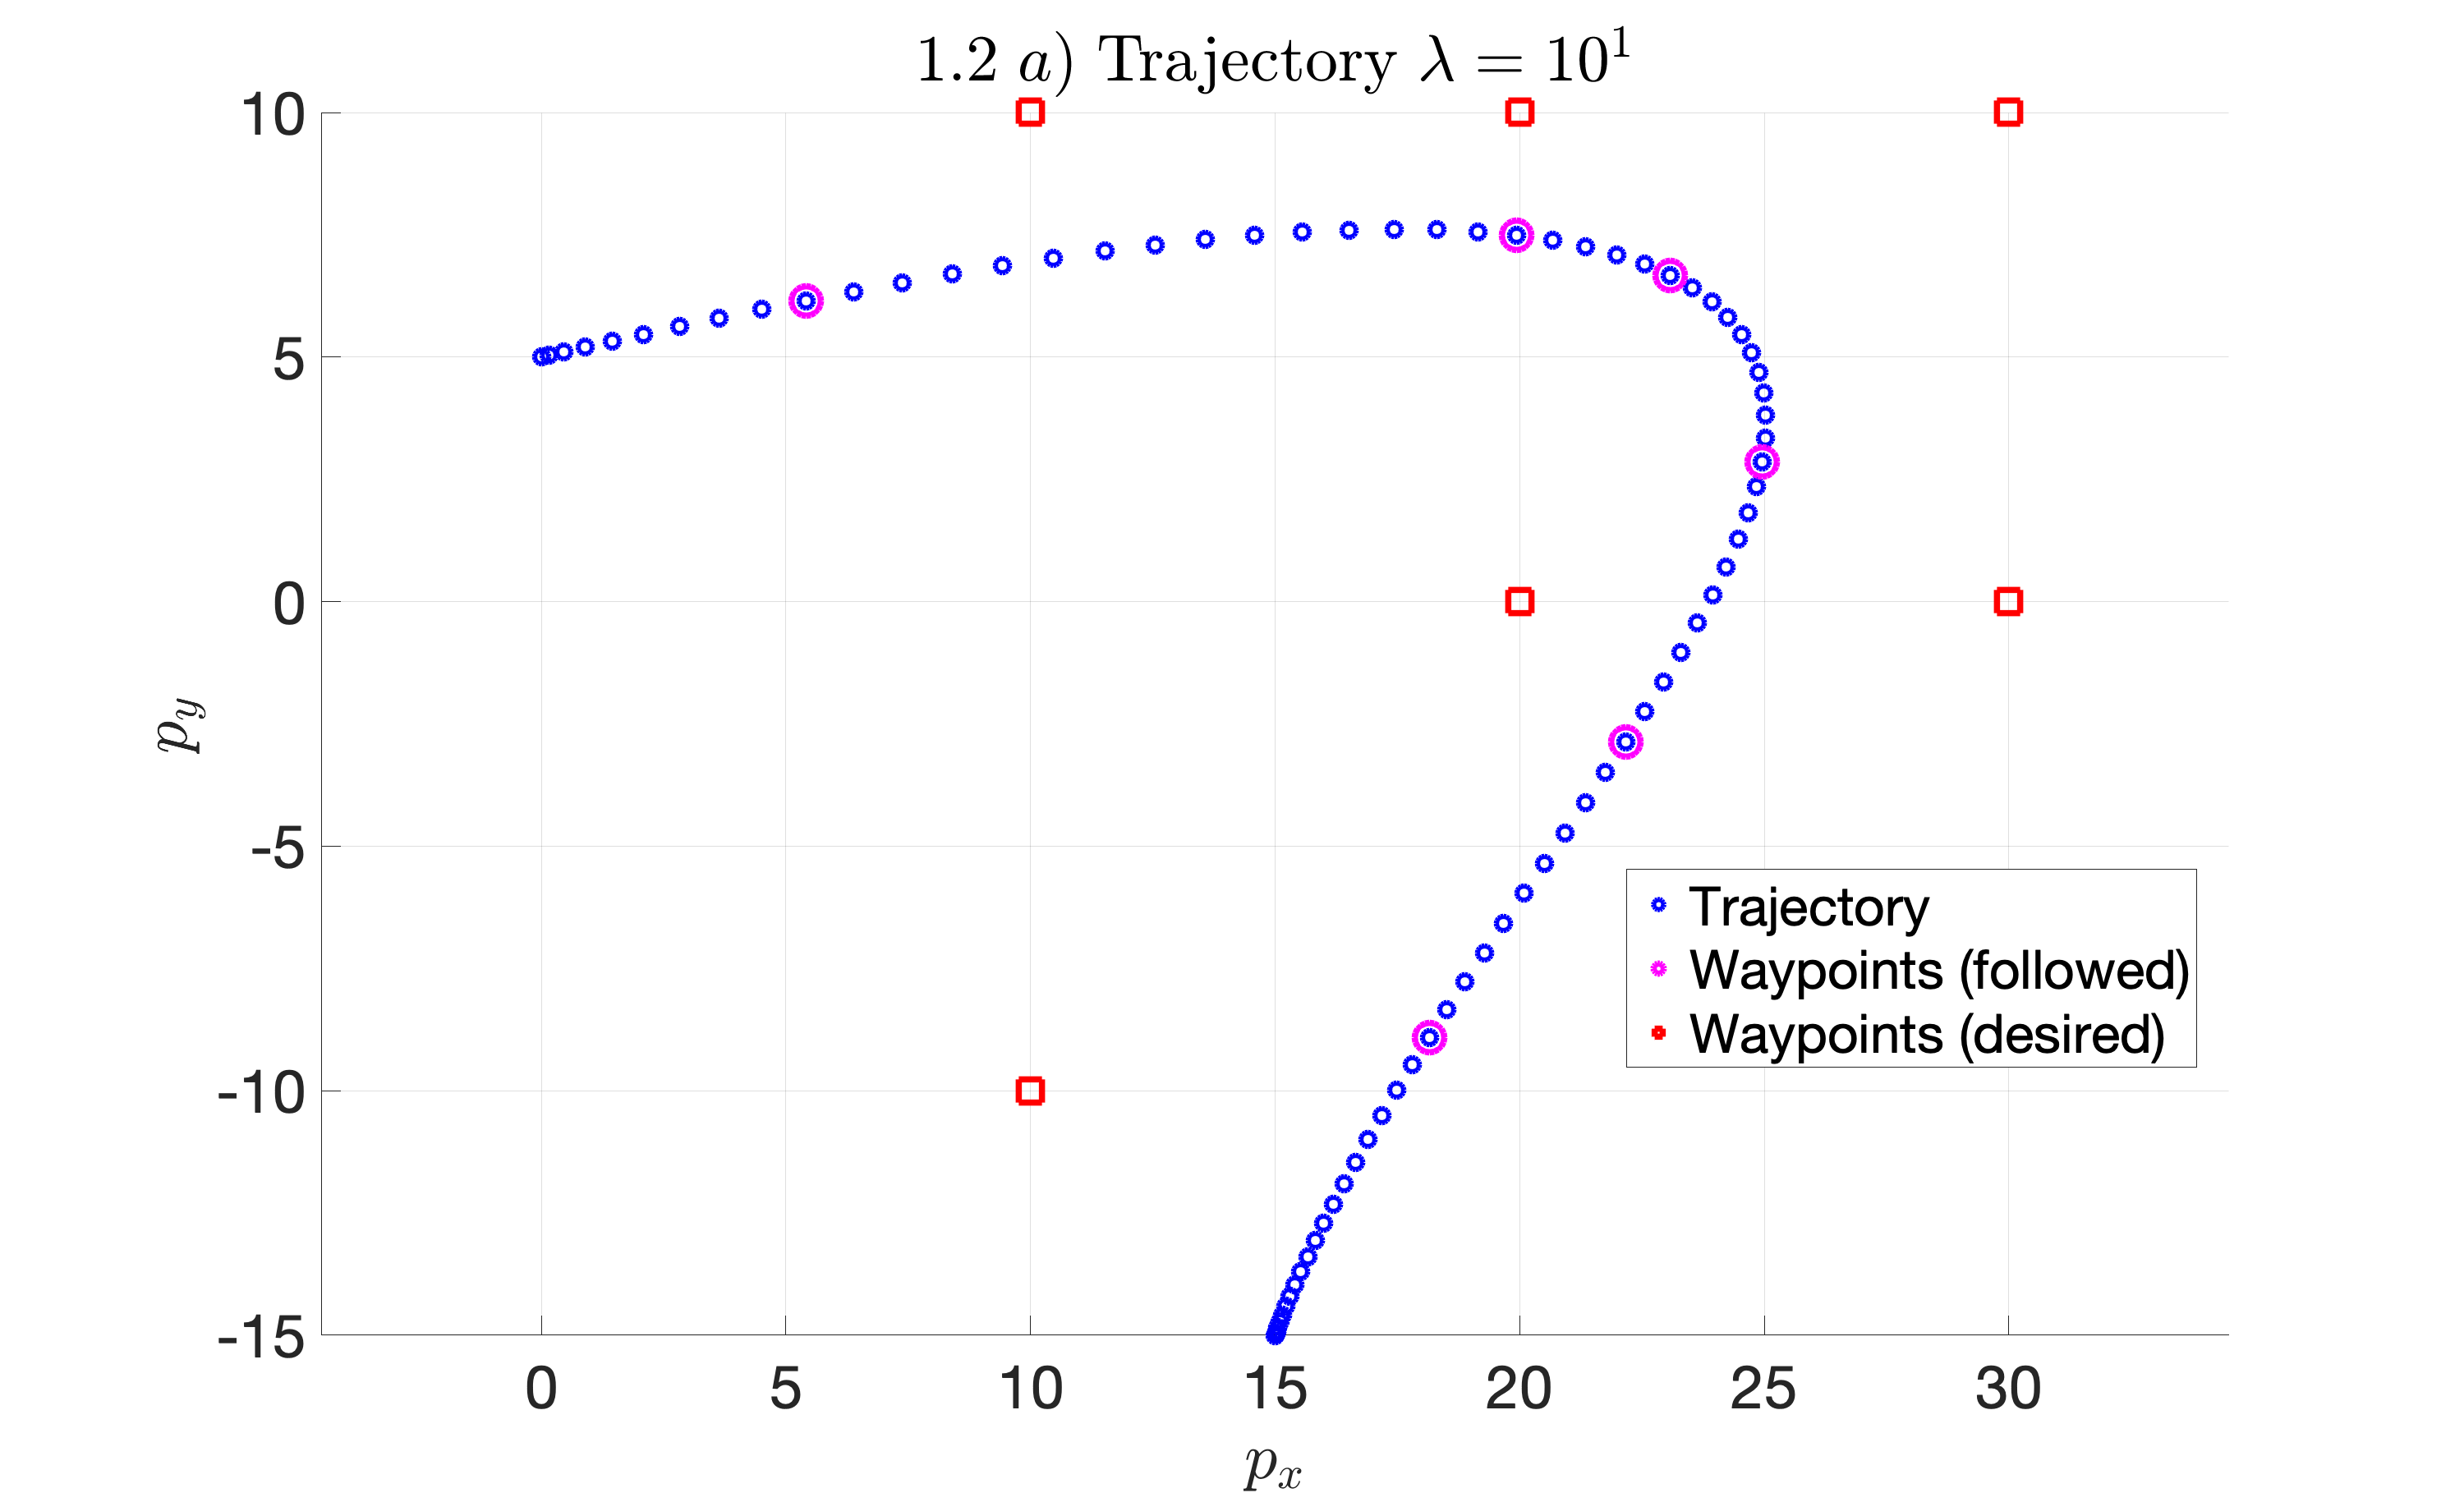 1.2 a) Trajectory λ = 10¹
10
5
0
-5
-10
-15
p_y
0 5 10 15 20 25 30
p_x
Trajectory
Waypoints (followed)
Waypoints (desired)